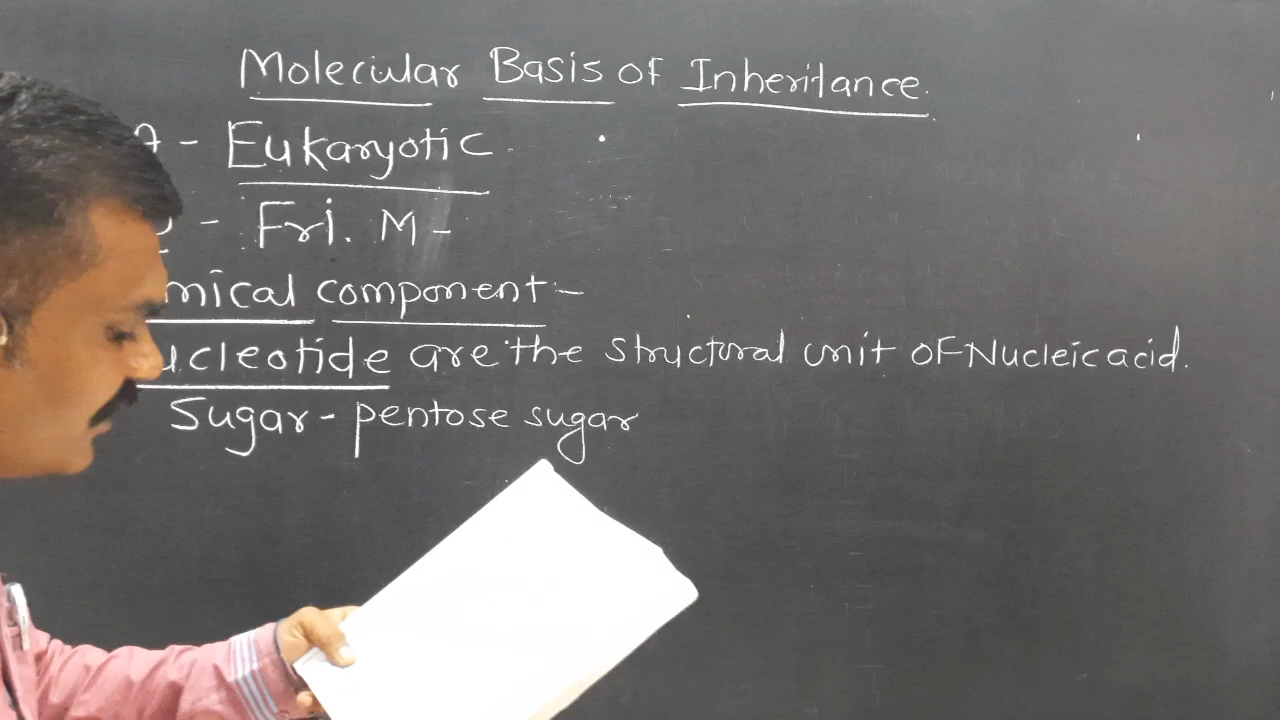 Molecular Basis of Inheritance.
A - Eukaryotic
- Fri. M -
mical component :-
ucleotide are the structural unit of Nucleic acid.
Sugar - pentose sugar